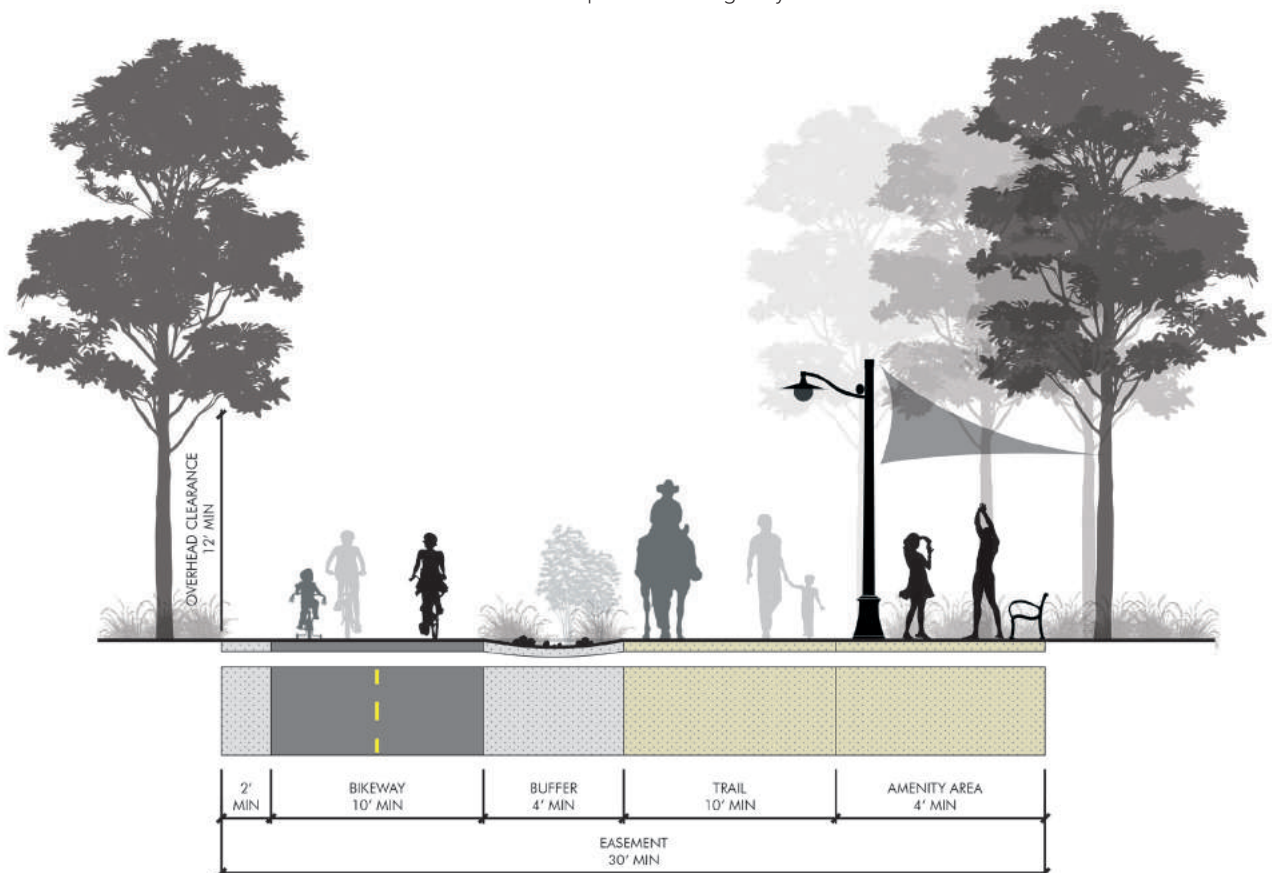 OVERHEAD CLEARANCE
12' MIN
2'
MIN
BIKEWAY
10' MIN
BUFFER
4' MIN
TRAIL
10' MIN
AMENITY AREA
4' MIN
EASEMENT
30' MIN